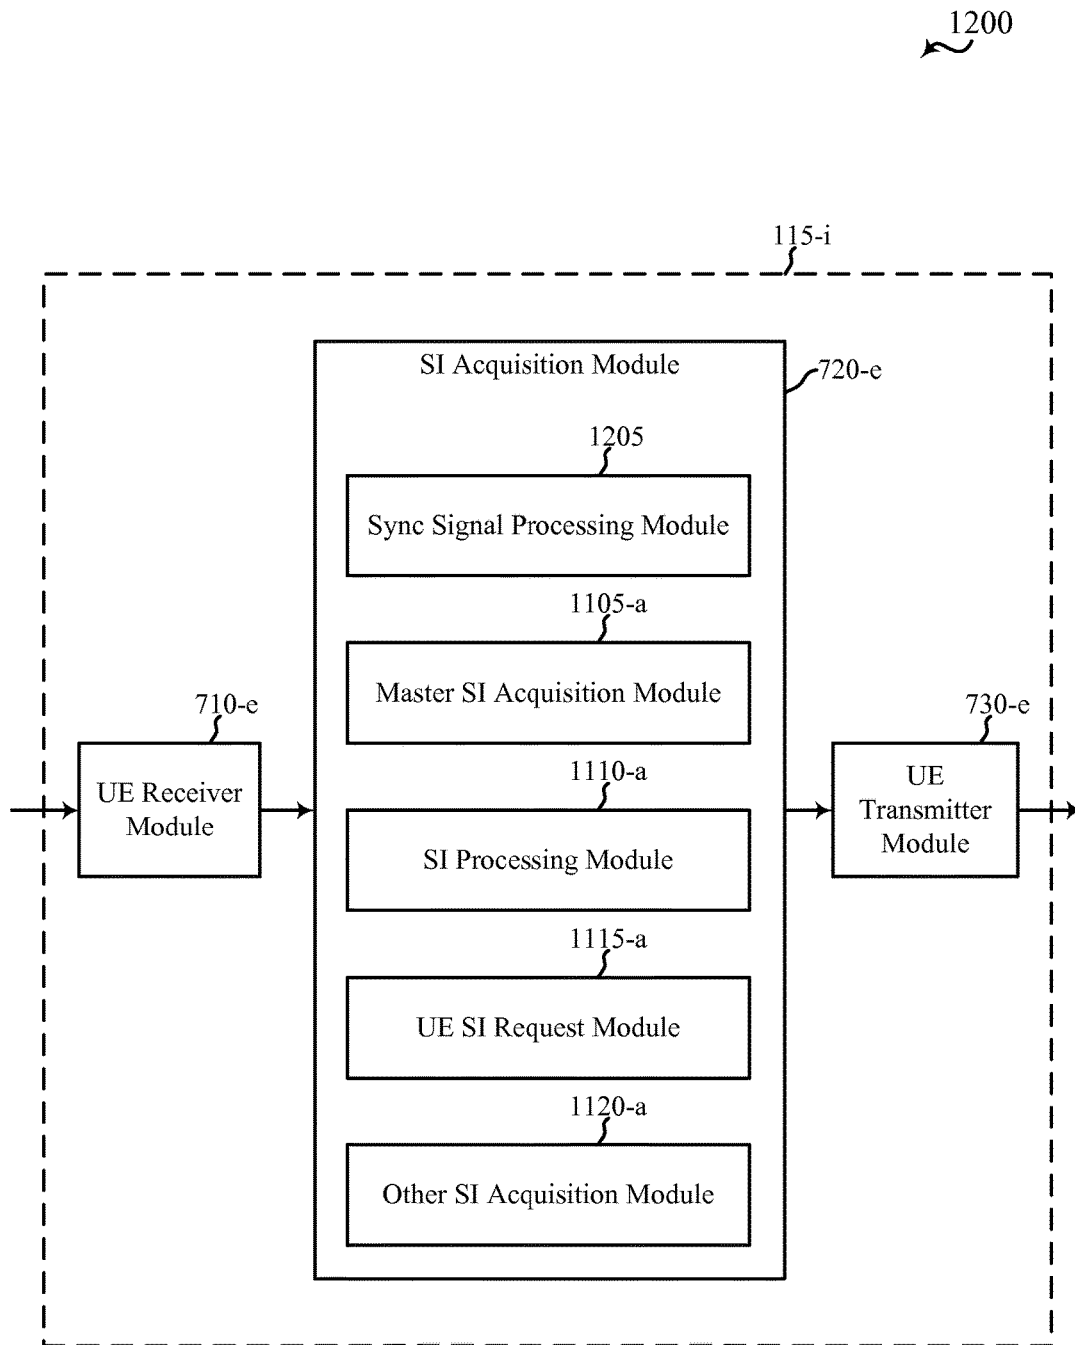 1200
115-i
SI Acquisition Module
720-e
1205
Sync Signal Processing Module
1105-a
Master SI Acquisition Module
710-e
UE Receiver
Module
730-e
UE
Transmitter
Module
1110-a
SI Processing Module
1115-a
UE SI Request Module
1120-a
Other SI Acquisition Module